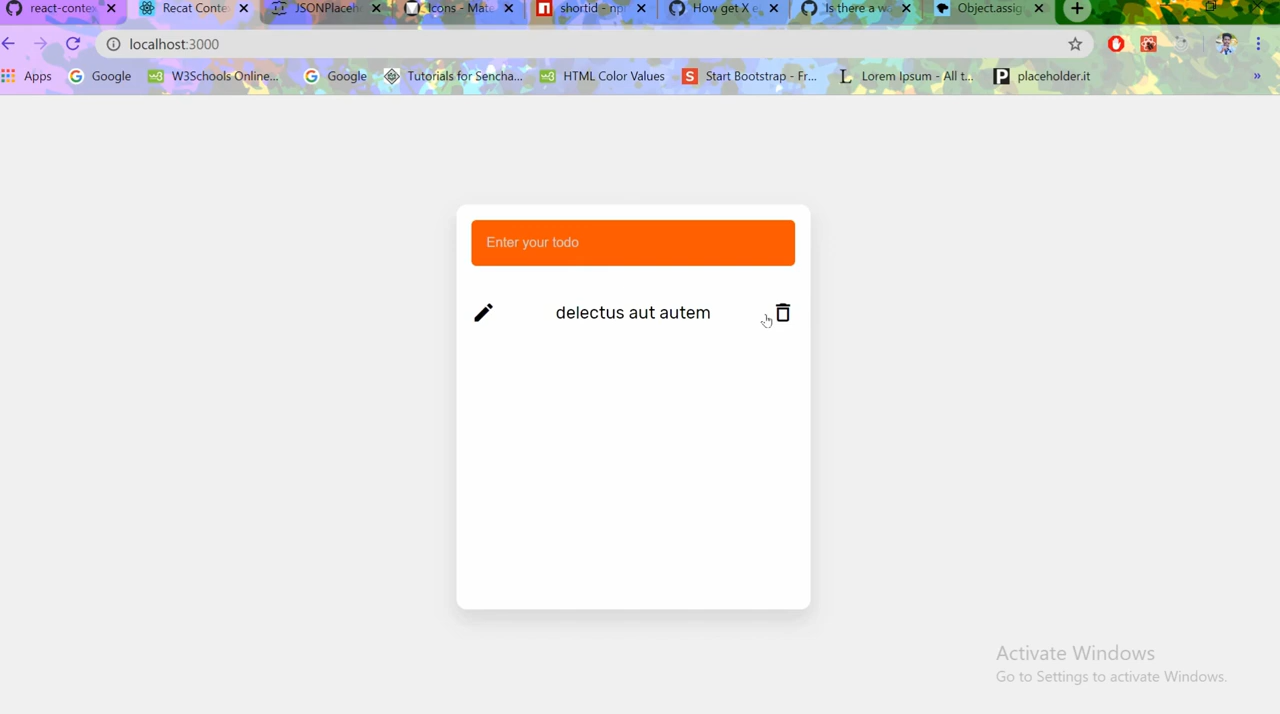 react-conte
Recat Conte
JSONPlaceh
Icons - Mate
shortid - np
How get X e
Is there a w
Object.assig
localhost:3000
Apps
Google
W3Schools Online...
Google
Tutorials for Sencha...
HTML Color Values
Start Bootstrap - Fr...
Lorem Ipsum - All t...
placeholder.it
Enter your todo
delectus aut autem
Activate Windows
Go to Settings to activate Windows.